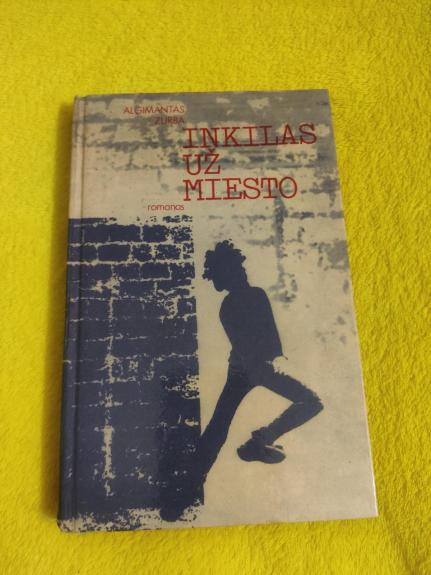 ALGIMANTAS
ZURBA
INKILAS
UŽ
MIESTO
romanas